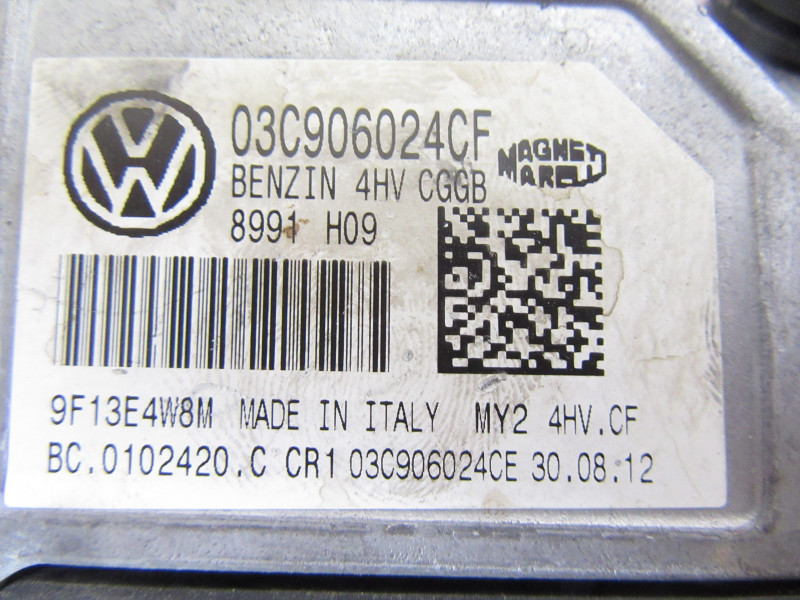 03C906024CF
BENZIN 4HV CGGB
8991 H09
MAGNETI
MARELLI
9F13E4W8M MADE IN ITALY MY2 4HV.CF
BC.0102420.C CR1 03C906024CE 30.08.12